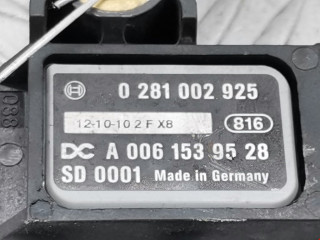 0 281 002 925
12-10-10 2 F X8
816
DC A 006 153 95 28
SD 0001 Made in Germany